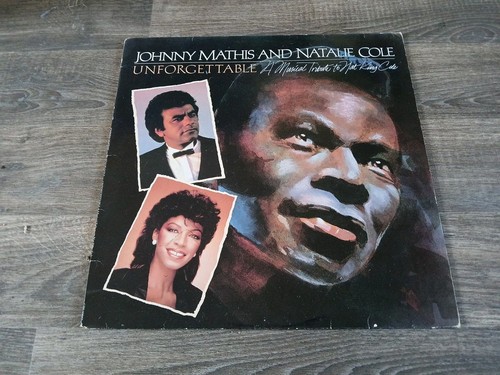 JOHNNY MATHIS AND NATALIE COLE
UNFORGETTABLE A Musical Tribute to Nat King Cole